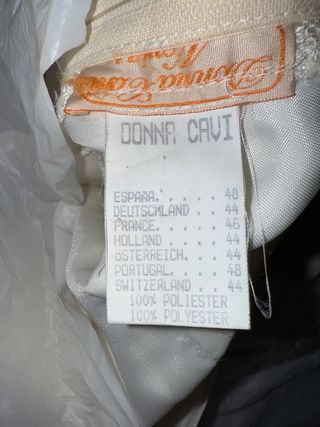 Donna Cavi
DONNA CAVI
ESPAÑA. . . . . 48
DEUTSCHLAND . . 44
FRANCE. . . . . 46
HOLLAND . . . . 44
ÖSTERREICH. . . 44
PORTUGAL. . . . 48
SWITZERLAND . . 44
100% POLIESTER
100% POLYESTER